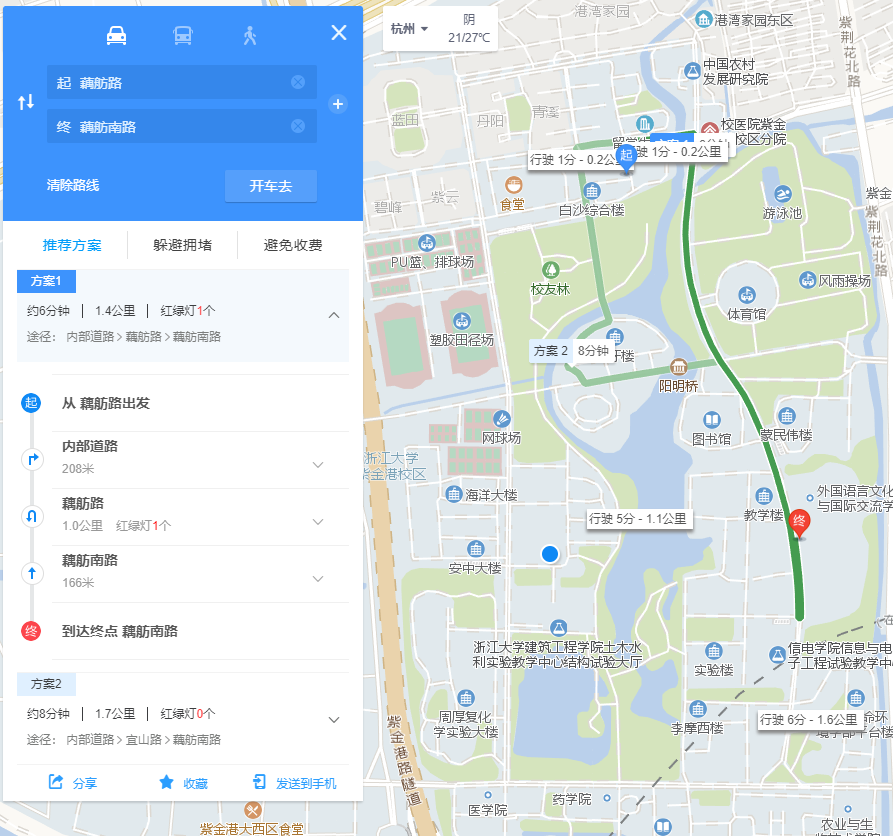 起 藕舫路
终 藕舫南路
清除路线
开车去
推荐方案
躲避拥堵
避免收费
方案1
约6分钟 | 1.4公里 | 红绿灯1个
途径: 内部道路 > 藕舫路 > 藕舫南路
起 从 藕舫路出发
内部道路
208米
藕舫路
1.0公里 红绿灯1个
藕舫南路
166米
终 到达终点 藕舫南路
方案2
约8分钟 | 1.7公里 | 红绿灯0个
途径: 内部道路 > 宜山路 > 藕舫南路
分享
收藏
发送到手机
杭州
阴
21/27℃
港湾家园
港湾家园东区
紫荆花北路
中国农村
发展研究院
蓝田
丹阳
青溪
校医院紫金
校区分院
行驶 1分 - 0.2公
起
驶 1分 - 0.2公里
碧峰
紫云
食堂
白沙综合楼
游泳池
紫金
紫荆花北路
PU篮、排球场
校友林
风雨操场
体育馆
塑胶田径场
方案 2 8分钟
阳明桥
网球场
图书馆
蒙民伟楼
浙江大学
紫金港校区
海洋大楼
外国语言文化
与国际交流学
教学楼
终
行驶 5分 - 1.1公里
安中大楼
浙江大学建筑工程学院土木水
利实验教学中心结构试验大厅
实验楼
信电学院信息与电
子工程试验教学中
在
周厚复化
学实验大楼
李摩西楼
行驶 6分 - 1.6公里
紫金港路隧道
医学院
药学院
农业与生
紫金港大西区食堂